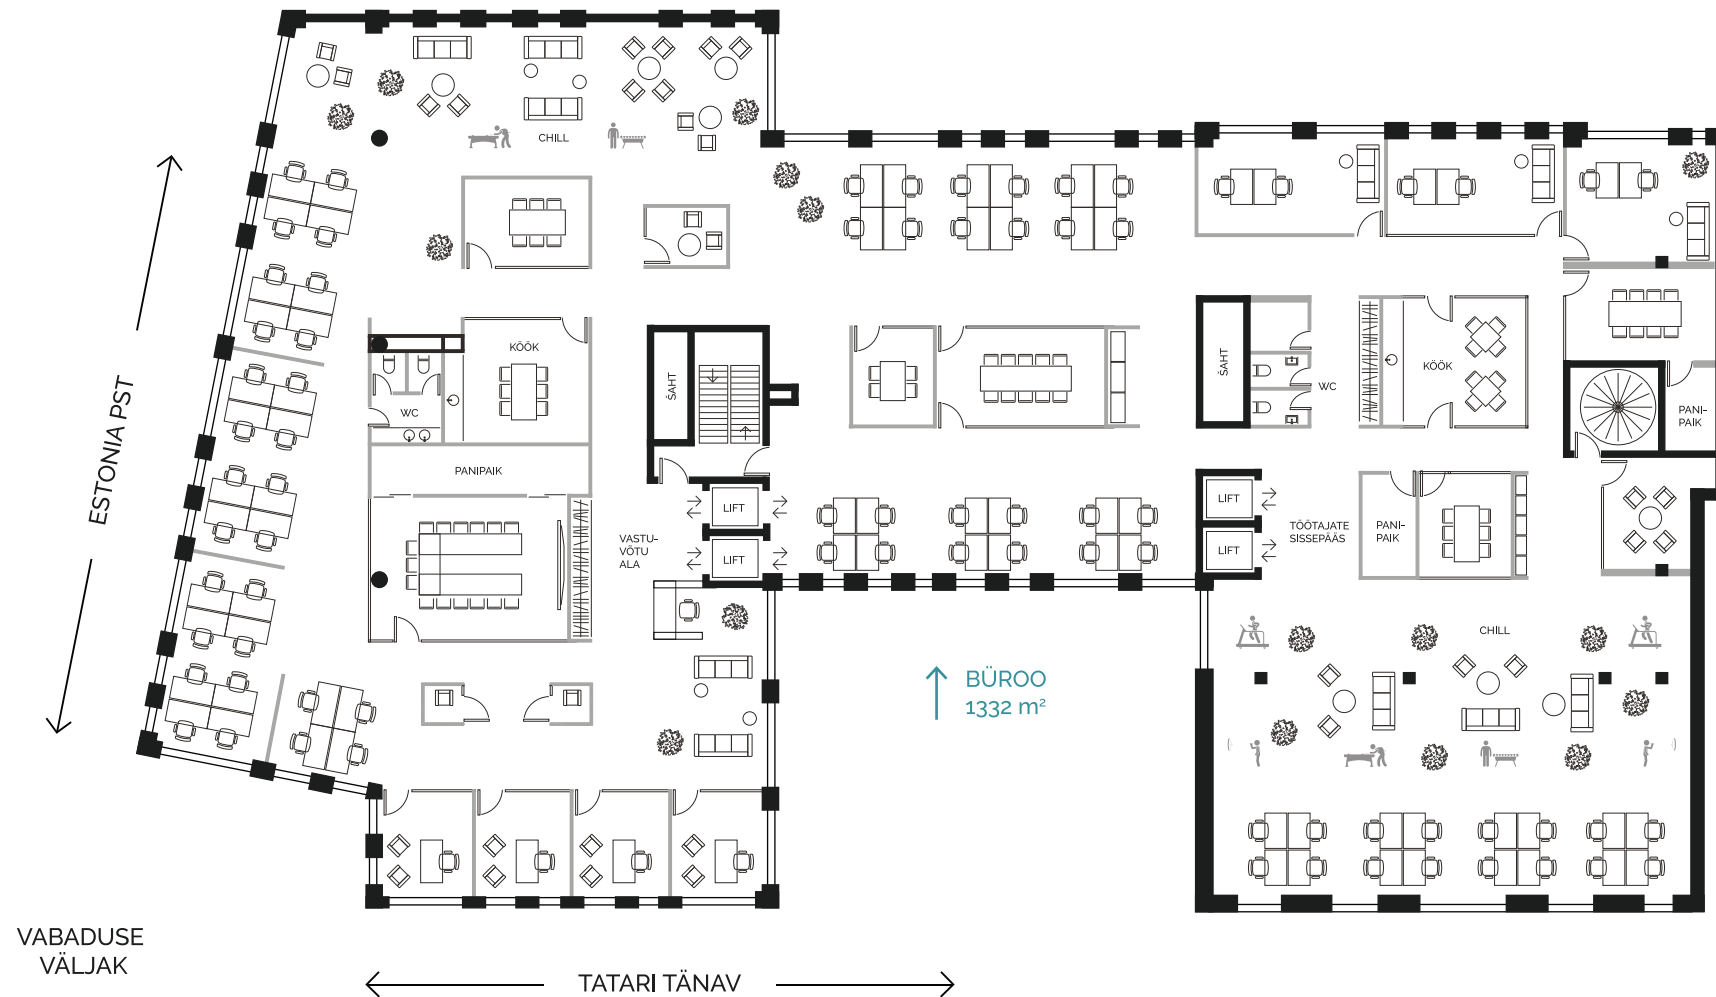 CHILL
ESTONIA PST
KÖÖK
WC
ŠAHT
PANIPAIK
LIFT
LIFT
VASTU-
VÕTU
ALA
ŠAHT
WC
KÖÖK
PANI-
PAIK
LIFT
LIFT
TÖÖTAJATE
SISSEPÄÄS
PANI-
PAIK
CHILL
BÜROO
1332 m²
VABADUSE
VÄLJAK
TATARI TÄNAV